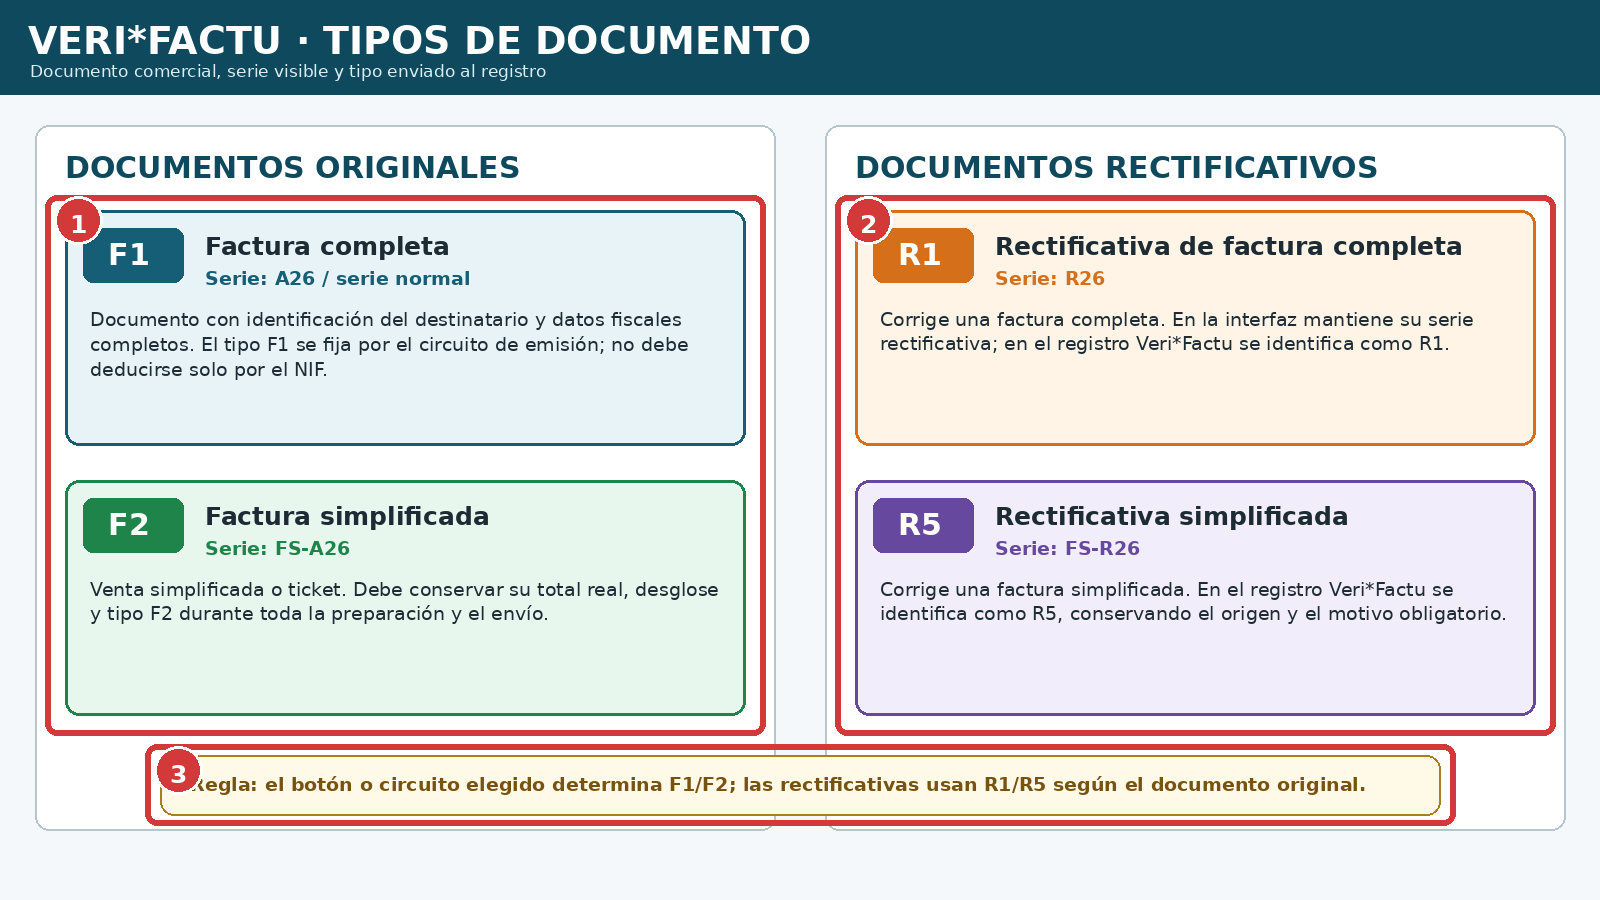 VERI*FACTU · TIPOS DE DOCUMENTO
Documento comercial, serie visible y tipo enviado al registro
DOCUMENTOS ORIGINALES
1
F1
Factura completa
Serie: A26 / serie normal
Documento con identificación del destinatario y datos fiscales
completos. El tipo F1 se fija por el circuito de emisión; no debe
deducirse solo por el NIF.
F2
Factura simplificada
Serie: FS-A26
Venta simplificada o ticket. Debe conservar su total real, desglose
y tipo F2 durante toda la preparación y el envío.
DOCUMENTOS RECTIFICATIVOS
2
R1
Rectificativa de factura completa
Serie: R26
Corrige una factura completa. En la interfaz mantiene su serie
rectificativa; en el registro Veri*Factu se identifica como R1.
R5
Rectificativa simplificada
Serie: FS-R26
Corrige una factura simplificada. En el registro Veri*Factu se
identifica como R5, conservando el origen y el motivo obligatorio.
3
Regla: el botón o circuito elegido determina F1/F2; las rectificativas usan R1/R5 según el documento original.